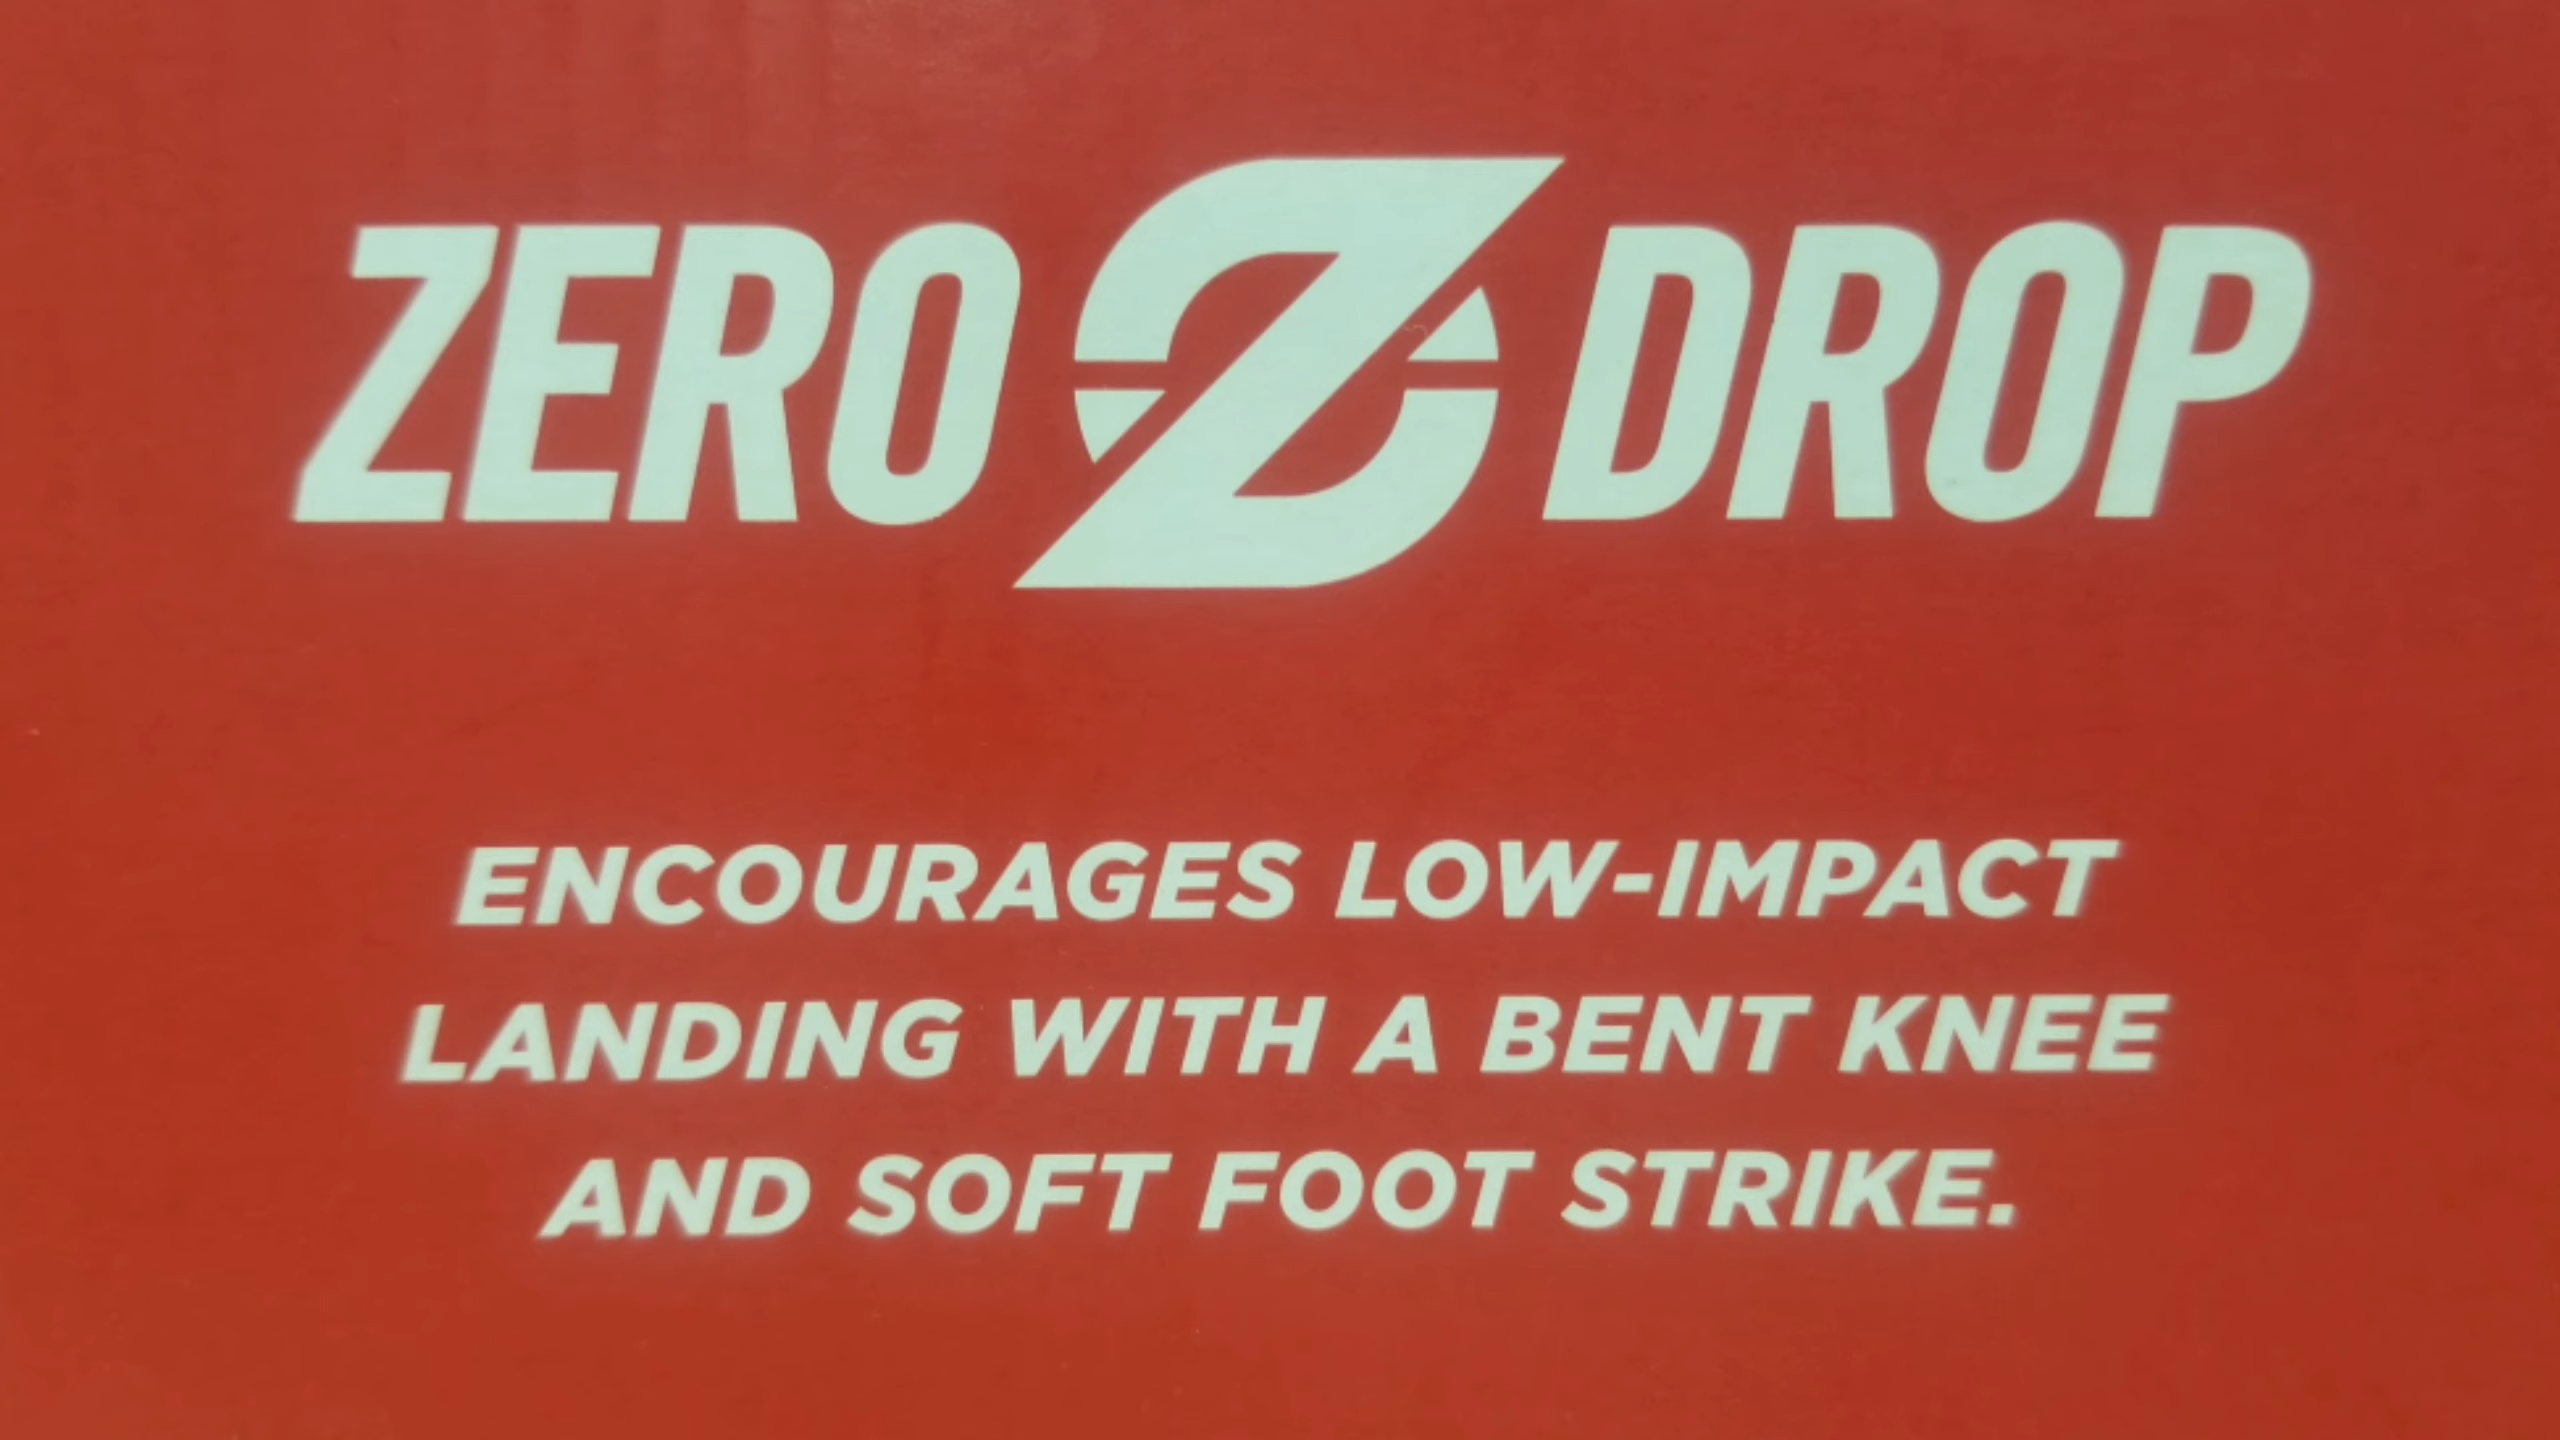 ZERO Z DROP
ENCOURAGES LOW-IMPACT
LANDING WITH A BENT KNEE
AND SOFT FOOT STRIKE.